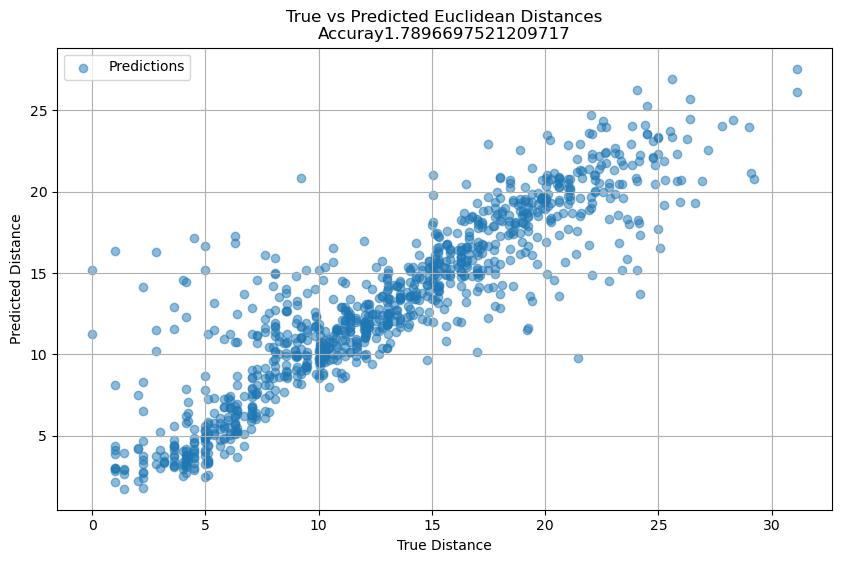 True vs Predicted Euclidean Distances
Accuray1.7896697521209717
Predictions
25
20
15
10
5
Predicted Distance
0 5 10 15 20 25 30
True Distance